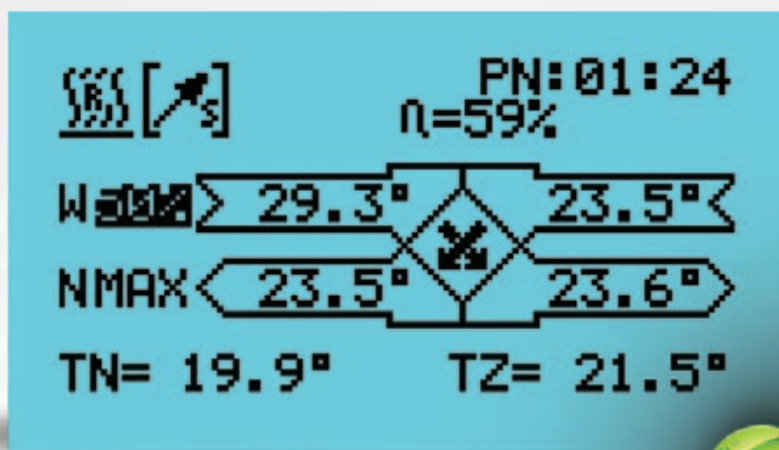 PN:01:24
R S η=59%
W 29.3° 23.5°
NMAX 23.5° 23.6°
TN= 19.9° TZ= 21.5°